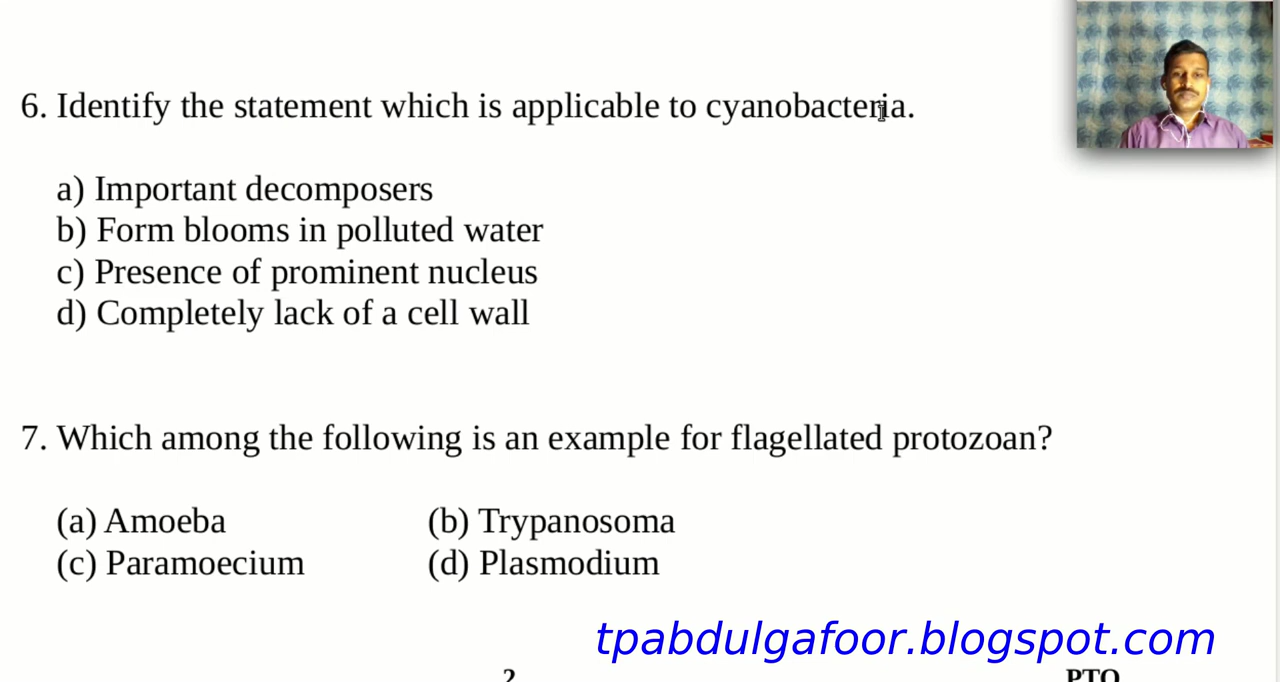 6. Identify the statement which is applicable to cyanobacteria.
a) Important decomposers
b) Form blooms in polluted water
c) Presence of prominent nucleus
d) Completely lack of a cell wall
7. Which among the following is an example for flagellated protozoan?
(a) Amoeba (b) Trypanosoma
(c) Paramoecium (d) Plasmodium
tpabdulgafoor.blogspot.com
2 PTO